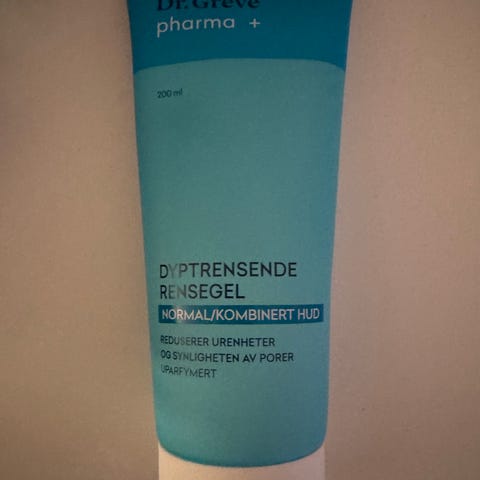 Dr.Greve
pharma +
200 ml
DYPTRENSENDE
RENSEGEL
NORMAL/KOMBINERT HUD
REDUSERER URENHETER
OG SYNLIGHETEN AV PORER
UPARFYMERT